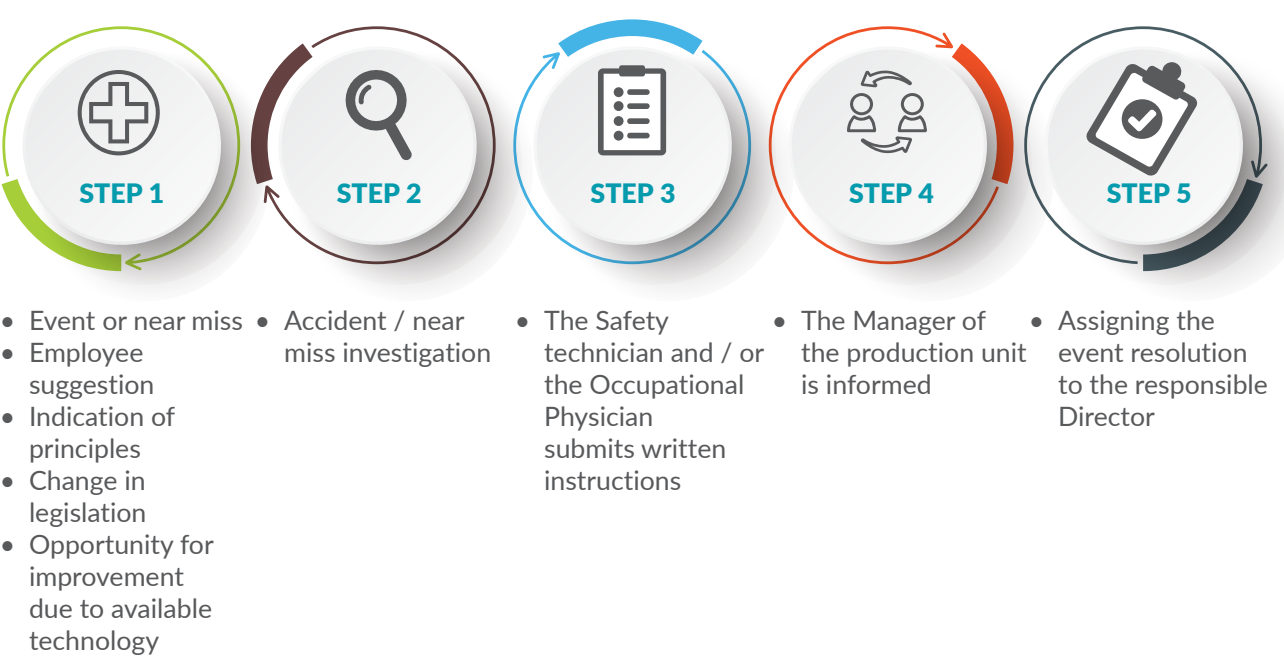 STEP 1
• Event or near miss
• Employee
suggestion
• Indication of
principles
• Change in
legislation
• Opportunity for
improvement
due to available
technology
STEP 2
• Accident / near
miss investigation
STEP 3
• The Safety
technician and / or
the Occupational
Physician
submits written
instructions
STEP 4
• The Manager of
the production unit
is informed
STEP 5
• Assigning the
event resolution
to the responsible
Director